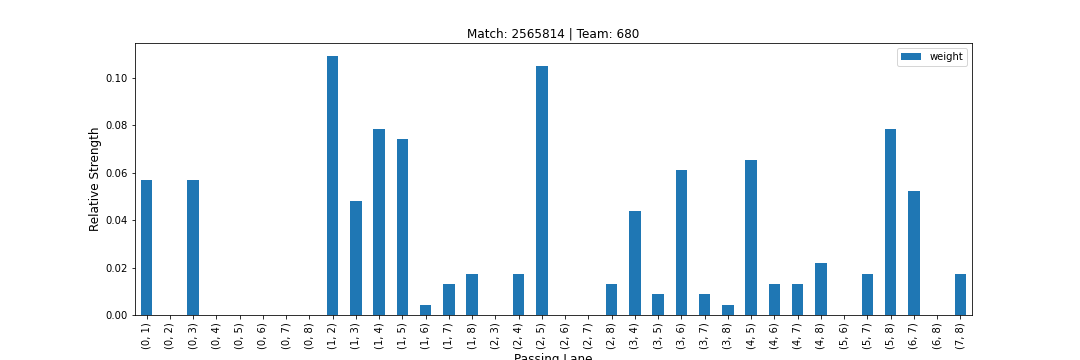 Match: 2565814 | Team: 680
weight
Relative Strength
0.10
0.08
0.06
0.04
0.02
0.00
(0, 1) (0, 2) (0, 3) (0, 4) (0, 5) (0, 6) (0, 7) (0, 8) (1, 2) (1, 3) (1, 4) (1, 5) (1, 6) (1, 7) (1, 8) (2, 3) (2, 4) (2, 5) (2, 6) (2, 7) (2, 8) (3, 4) (3, 5) (3, 6) (3, 7) (3, 8) (4, 5) (4, 6) (4, 7) (4, 8) (5, 6) (5, 7) (5, 8) (6, 7) (6, 8) (7, 8)
Passing Lane